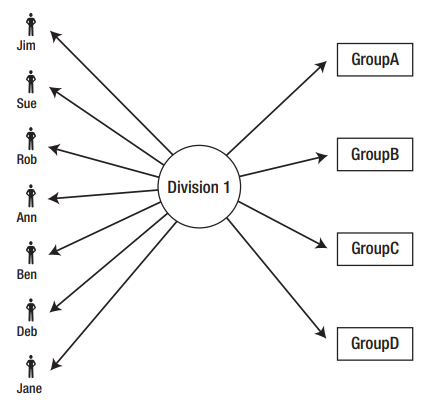 Jim
Sue
Rob
Ann
Ben
Deb
Jane
Division 1
GroupA
GroupB
GroupC
GroupD